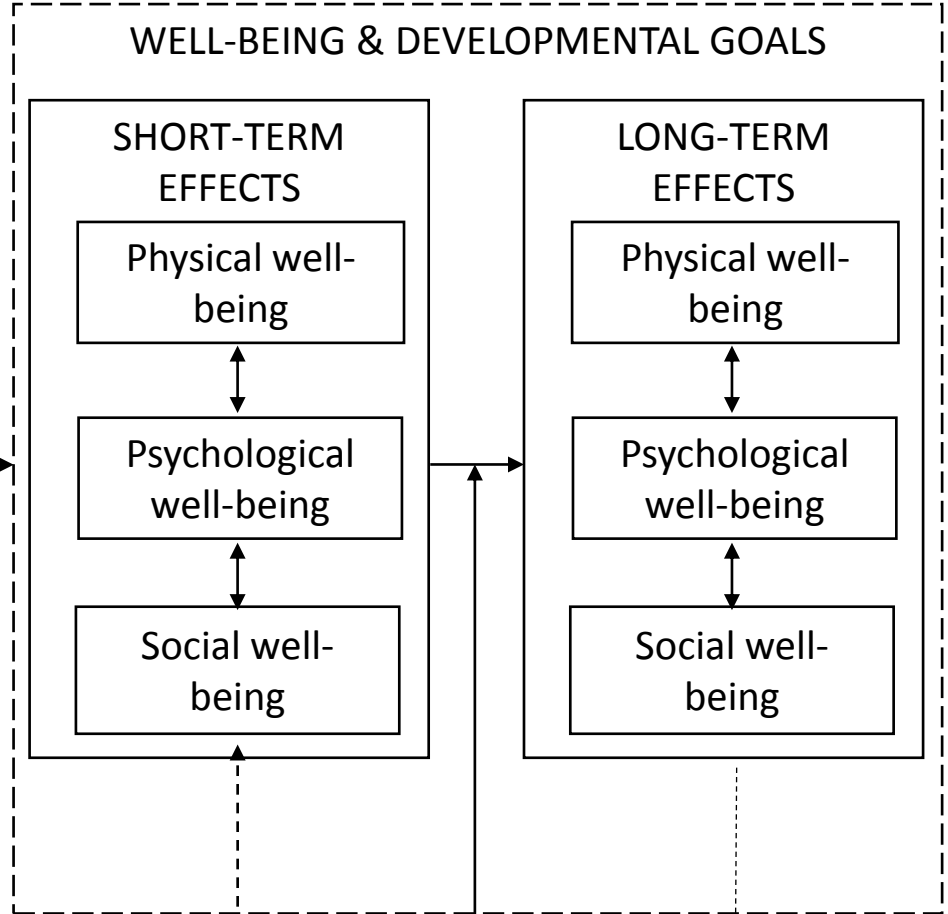 WELL-BEING & DEVELOPMENTAL GOALS
SHORT-TERM
EFFECTS
Physical well-
being
Psychological
well-being
Social well-
being
LONG-TERM
EFFECTS
Physical well-
being
Psychological
well-being
Social well-
being